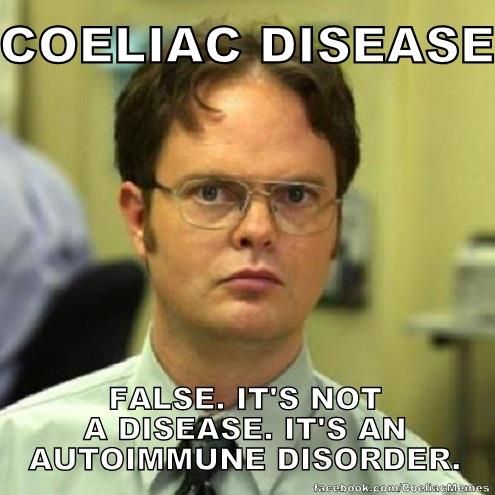 COELIAC DISEASE
FALSE. IT'S NOT
A DISEASE. IT'S AN
AUTOIMMUNE DISORDER.
facebook.com/CoeliacMemes